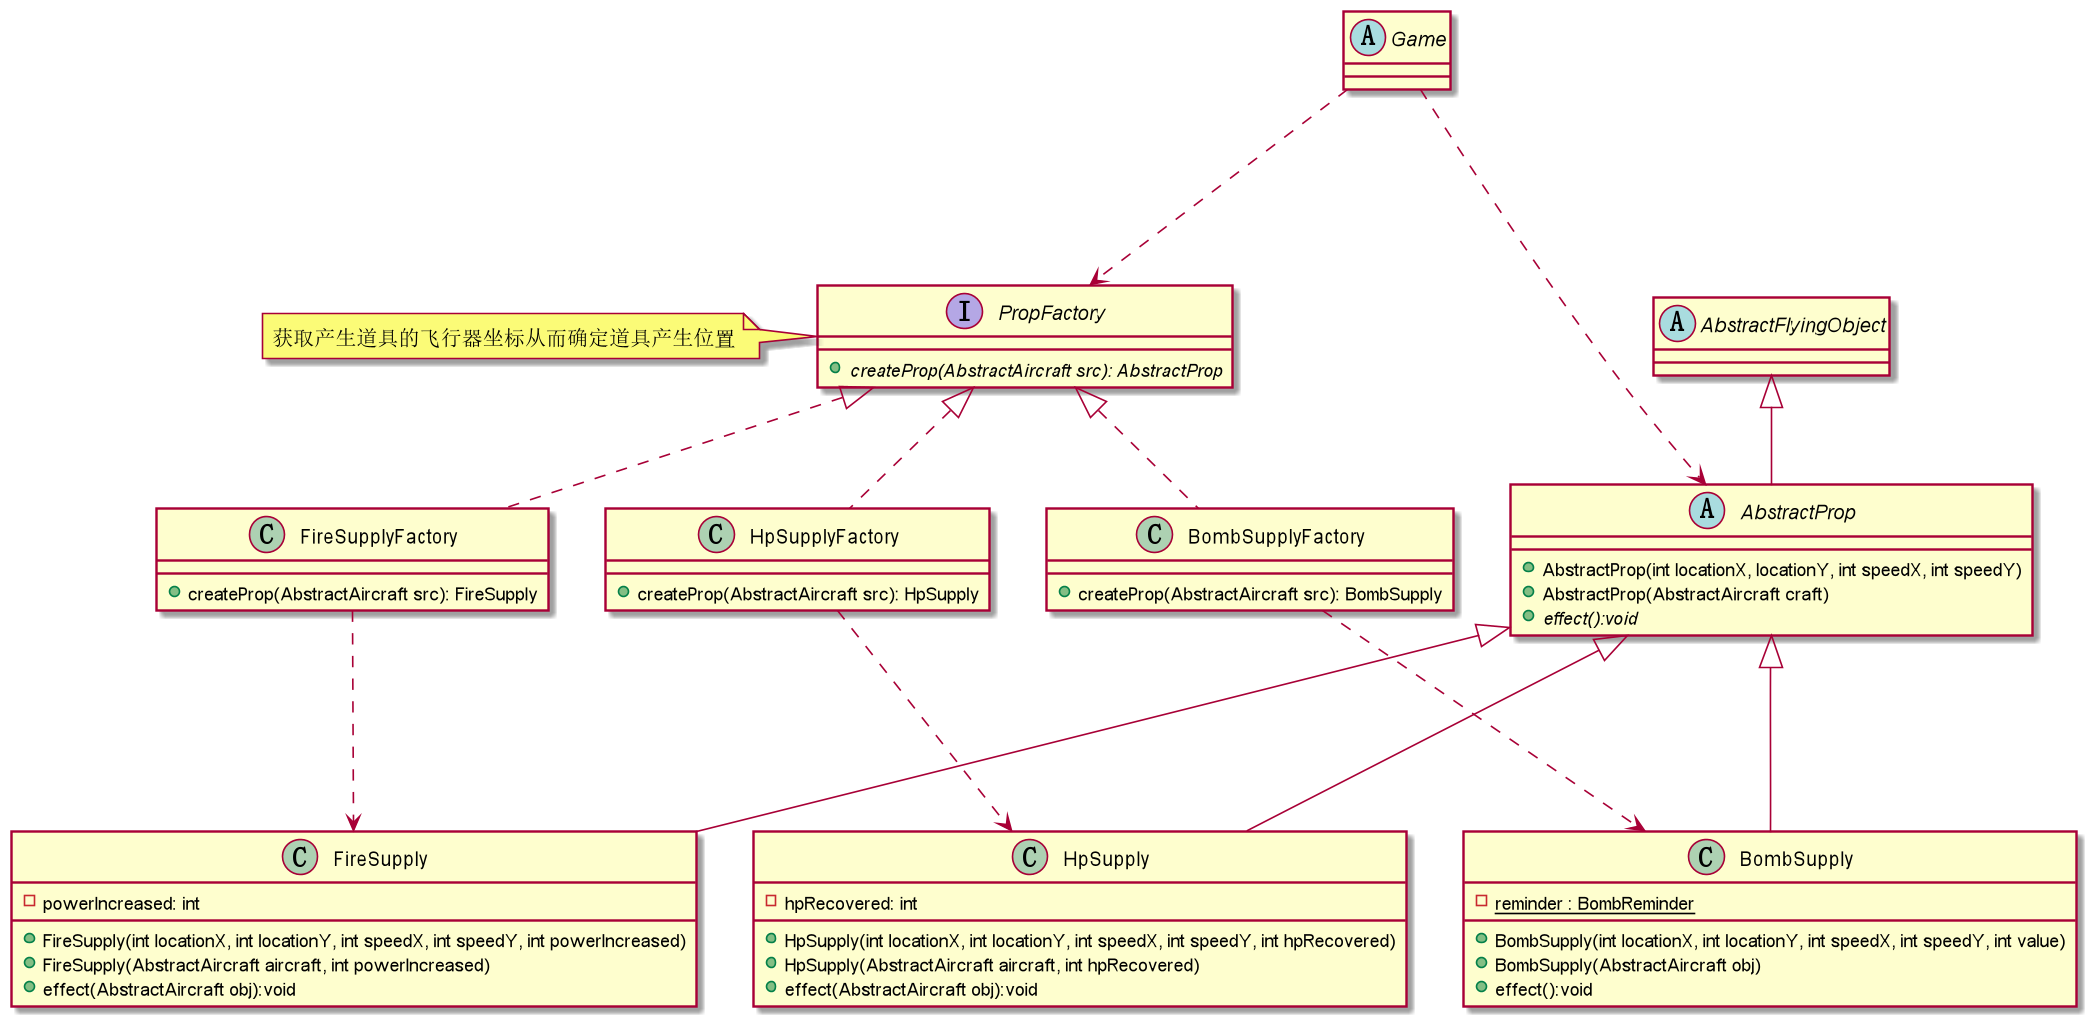 A Game
获取产生道具的飞行器坐标从而确定道具产生位置
I PropFactory
createProp(AbstractAircraft src): AbstractProp
A AbstractFlyingObject
C FireSupplyFactory
createProp(AbstractAircraft src): FireSupply
C HpSupplyFactory
createProp(AbstractAircraft src): HpSupply
C BombSupplyFactory
createProp(AbstractAircraft src): BombSupply
A AbstractProp
AbstractProp(int locationX, locationY, int speedX, int speedY)
AbstractProp(AbstractAircraft craft)
effect():void
C FireSupply
powerIncreased: int
FireSupply(int locationX, int locationY, int speedX, int speedY, int powerIncreased)
FireSupply(AbstractAircraft aircraft, int powerIncreased)
effect(AbstractAircraft obj):void
C HpSupply
hpRecovered: int
HpSupply(int locationX, int locationY, int speedX, int speedY, int hpRecovered)
HpSupply(AbstractAircraft aircraft, int hpRecovered)
effect(AbstractAircraft obj):void
C BombSupply
reminder : BombReminder
BombSupply(int locationX, int locationY, int speedX, int speedY, int value)
BombSupply(AbstractAircraft obj)
effect():void